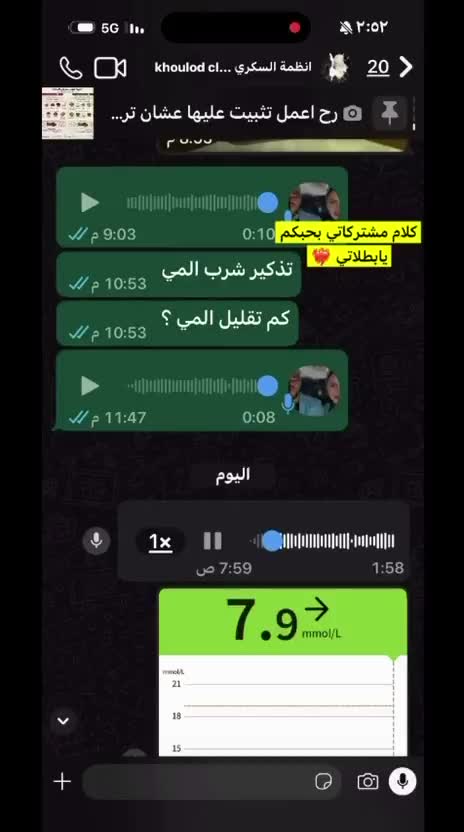 5G ٢:٥٢
20 انظمة السكري ...khoulod cl
رح اعمل تثبيت عليها عشان تر...
9:03 م 0:10
كلام مشتركاتي بحبكم
يابطلاتي
تذكير شرب المي
10:53 م
كم تقليل المي ؟
10:53 م
11:47 م 0:08
اليوم
1x
7:59 ص 1:58
7.9 mmol/L
mmol/L
21
18
15